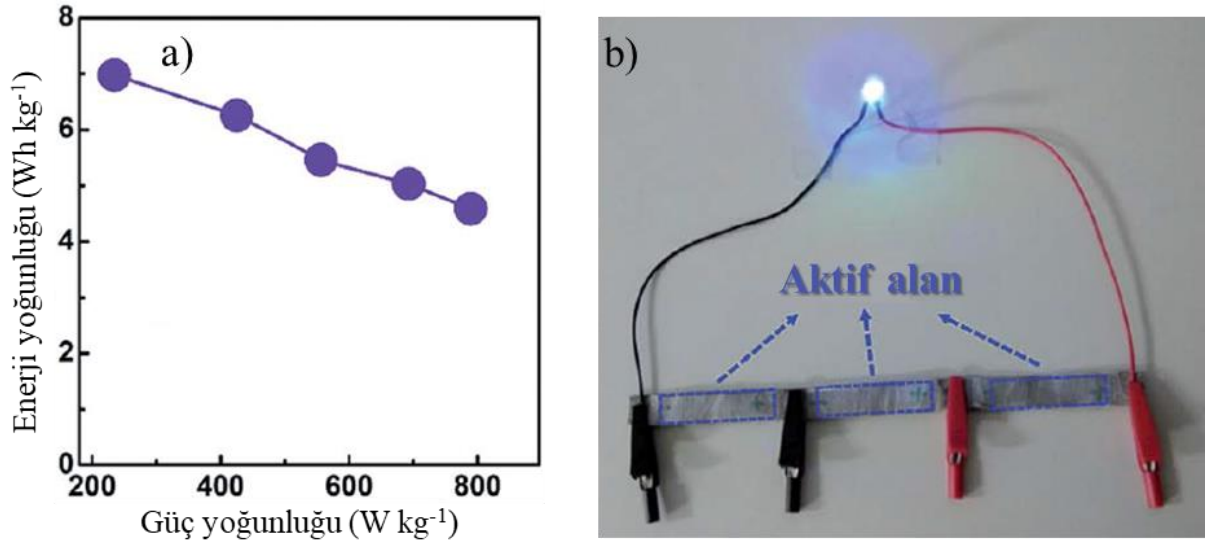 a)
Enerji yoğunluğu (Wh kg-1)
8
6
4
2
0
200 400 600 800
Güç yoğunluğu (W kg-1)
b)
Aktif alan
- +
+
+